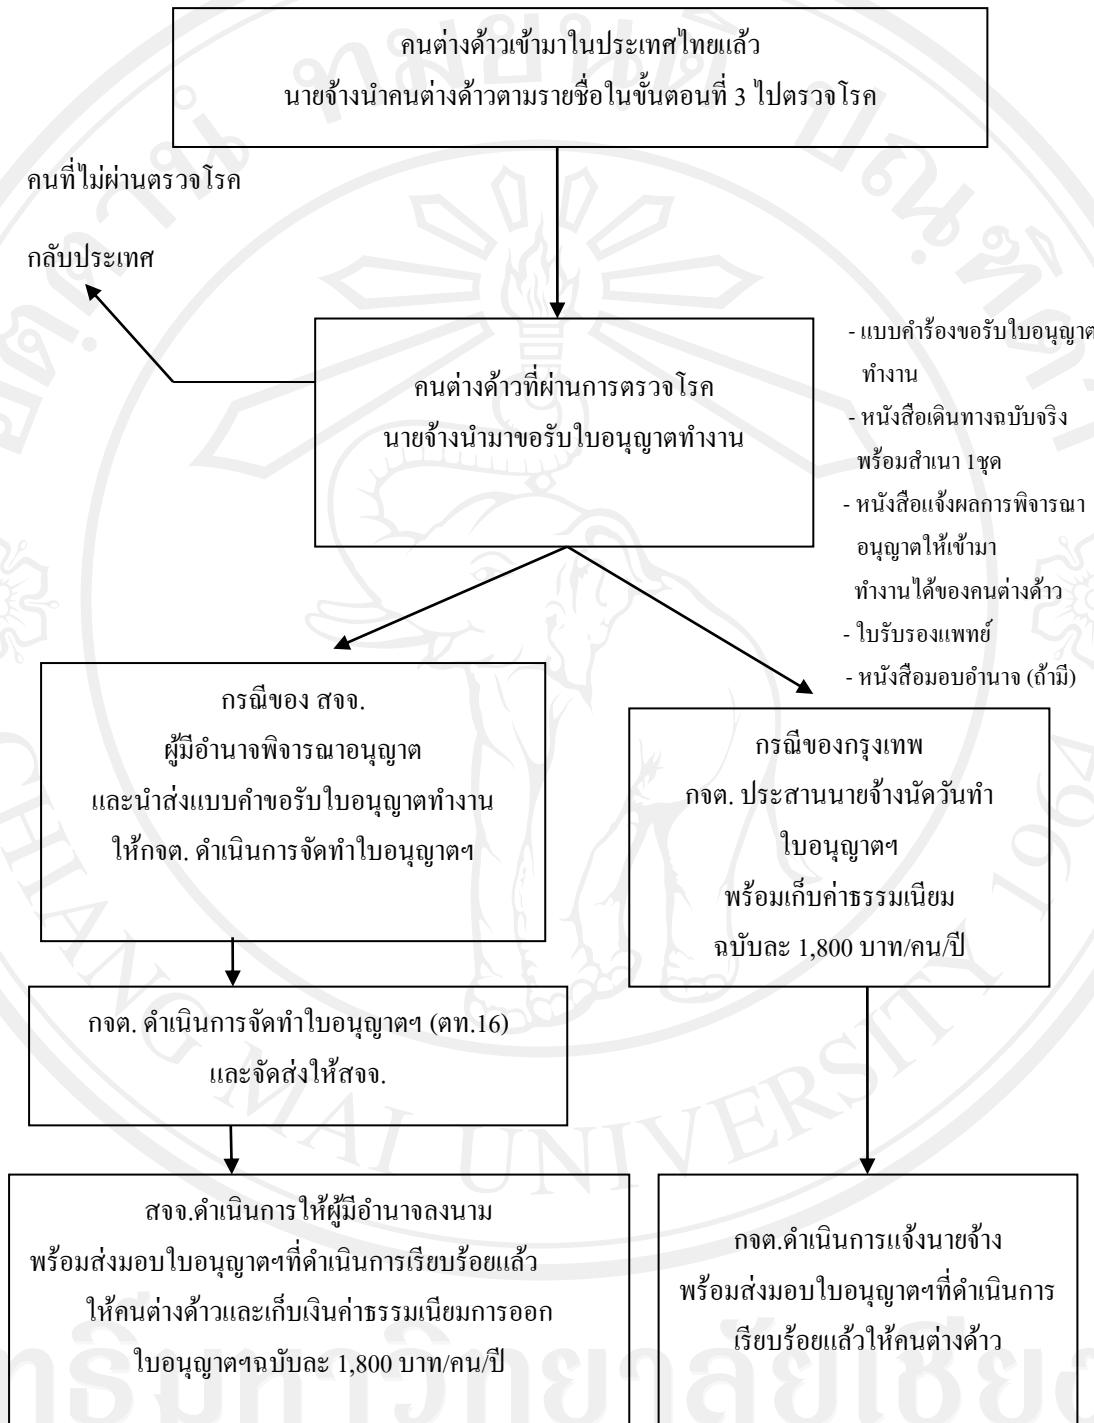 คนต่างด้าวเข้ามาในประเทศไทยแล้ว
นายจ้างนำคนต่างด้าวตามรายชื่อในขั้นตอนที่ 3 ไปตรวจโรค
คนที่ไม่ผ่านตรวจโรค
กลับประเทศ
คนต่างด้าวที่ผ่านการตรวจโรค
นายจ้างนำมาขอรับใบอนุญาตทำงาน
- แบบคำร้องขอรับใบอนุญาต
ทำงาน
- หนังสือเดินทางฉบับจริง
พร้อมสำเนา 1ชุด
- หนังสือแจ้งผลการพิจารณา
อนุญาตให้เข้ามา
ทำงานได้ของคนต่างด้าว
- ใบรับรองแพทย์
- หนังสือมอบอำนาจ (ถ้ามี)
กรณีของ สจจ.
ผู้มีอำนาจพิจารณาอนุญาต
และนำส่งแบบคำขอรับใบอนุญาตทำงาน
ให้กจต. ดำเนินการจัดทำใบอนุญาตฯ
กรณีของกรุงเทพ
กจต. ประสานนายจ้างนัดวันทำ
ใบอนุญาตฯ
พร้อมเก็บค่าธรรมเนียม
ฉบับละ 1,800 บาท/คน/ปี
กจต. ดำเนินการจัดทำใบอนุญาตฯ (ตท.16)
และจัดส่งให้สจจ.
สจจ.ดำเนินการให้ผู้มีอำนาจลงนาม
พร้อมส่งมอบใบอนุญาตฯที่ดำเนินการเรียบร้อยแล้ว
ให้คนต่างด้าวและเก็บเงินค่าธรรมเนียมการออก
ใบอนุญาตฯฉบับละ 1,800 บาท/คน/ปี
กจต.ดำเนินการแจ้งนายจ้าง
พร้อมส่งมอบใบอนุญาตฯที่ดำเนินการ
เรียบร้อยแล้วให้คนต่างด้าว
CHIANG MAI UNIVERSITY 1964